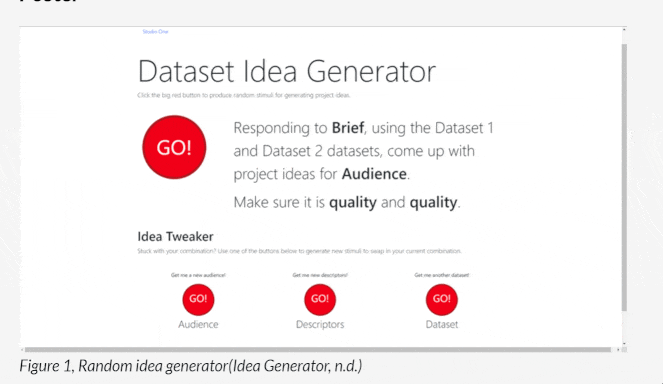 Poster
Studio One
Dataset Idea Generator
Click the big red button to produce random stimuli for generating project ideas.
GO!
Responding to Brief, using the Dataset 1
and Dataset 2 datasets, come up with
project ideas for Audience.
Make sure it is quality and quality.
Idea Tweaker
Stuck with your combination? Use one of the buttons below to generate new stimuli to swap in your current combination.
Get me a new audience!
Get me new descriptors!
Get me another dataset!
GO!
GO!
GO!
Audience
Descriptors
Dataset
Figure 1, Random idea generator(Idea Generator, n.d.)